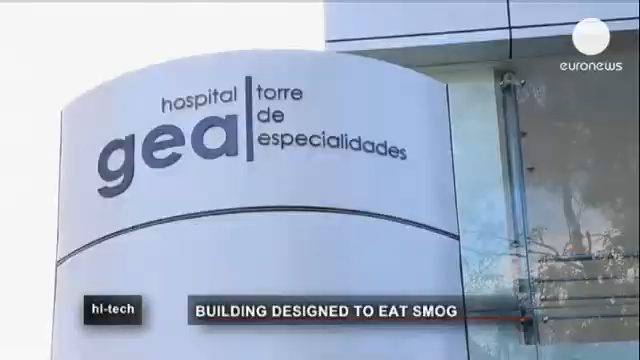 euronews
hospital
gea
torre
de
especialidades
hi-tech
BUILDING DESIGNED TO EAT SMOG